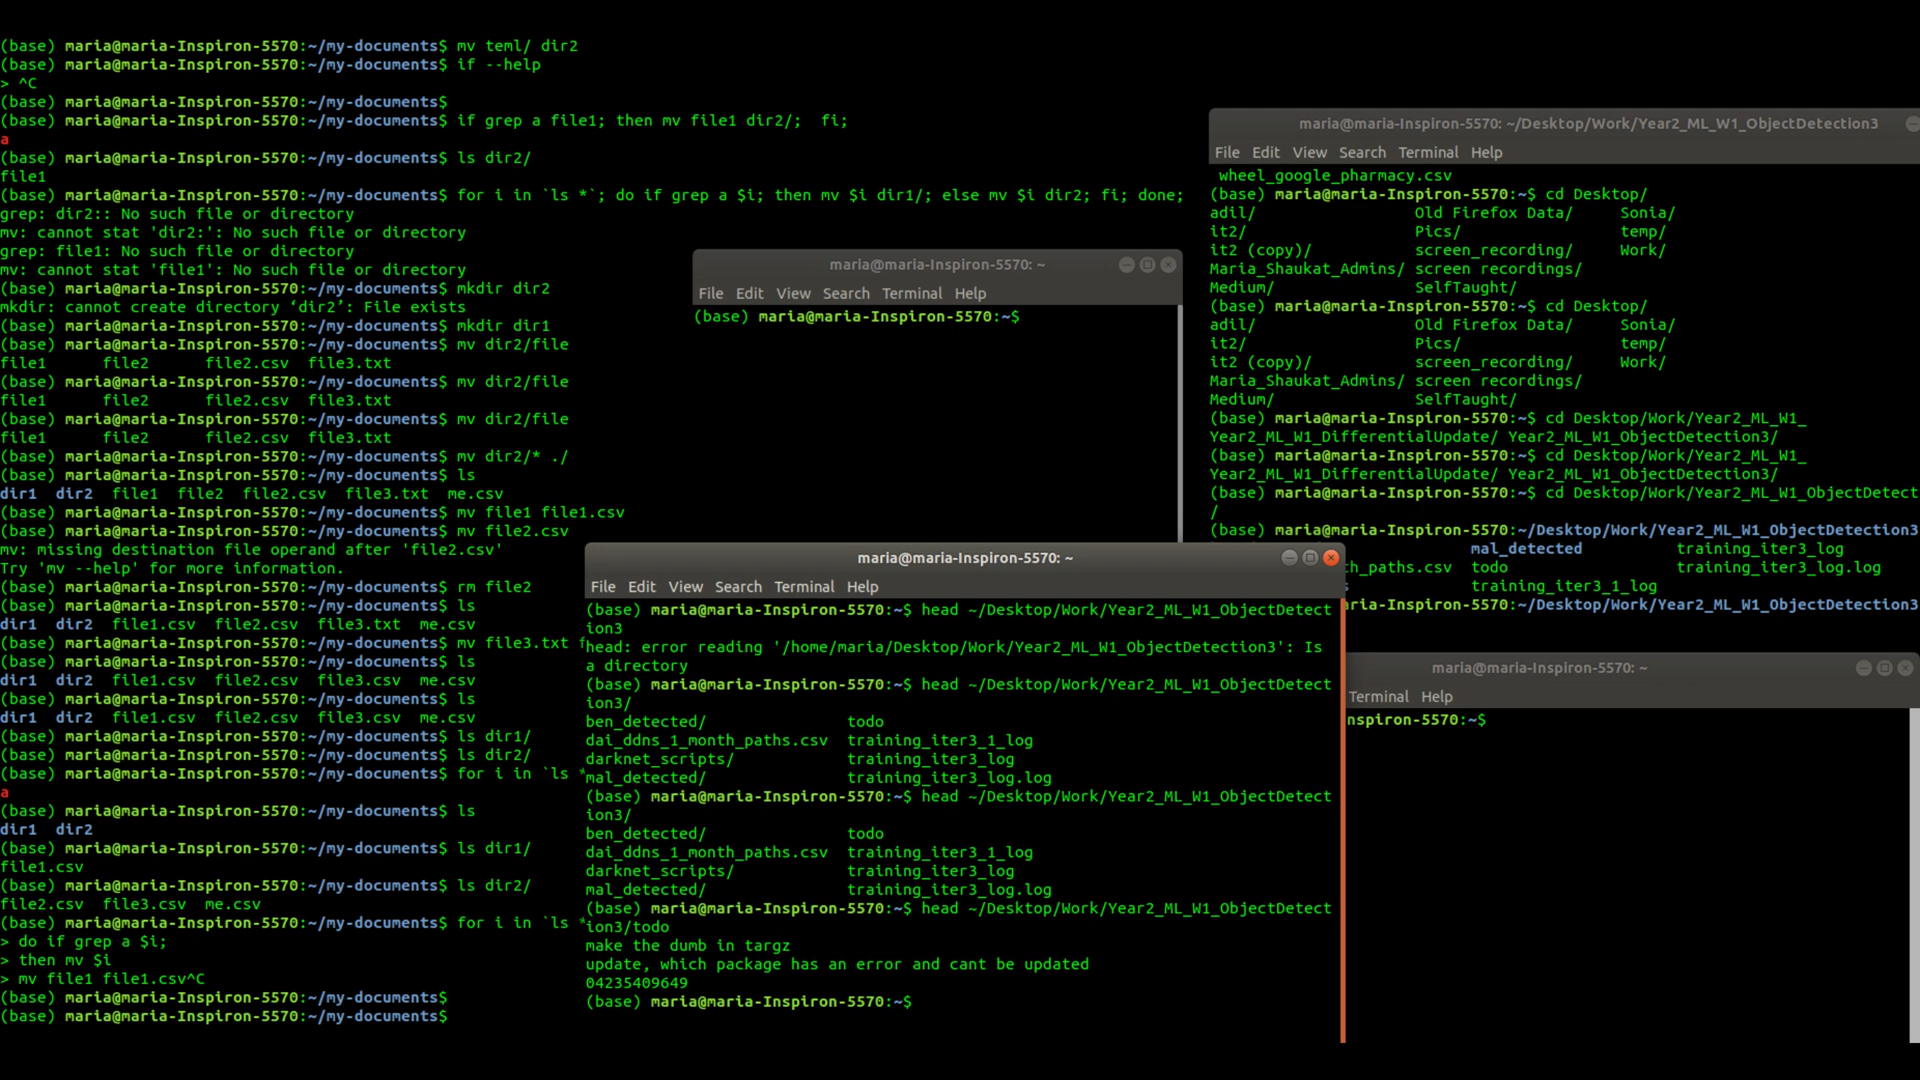 (base) maria@maria-Inspiron-5570:~/my-documents$ mv teml/ dir2
(base) maria@maria-Inspiron-5570:~/my-documents$ if --help
> ^C
(base) maria@maria-Inspiron-5570:~/my-documents$
(base) maria@maria-Inspiron-5570:~/my-documents$ if grep a file1; then mv file1 dir2/;  fi;
a
(base) maria@maria-Inspiron-5570:~/my-documents$ ls dir2/
file1
(base) maria@maria-Inspiron-5570:~/my-documents$ for i in `ls *`; do if grep a $i; then mv $i dir1/; else mv $i dir2; fi; done;
grep: dir2:: No such file or directory
mv: cannot stat 'dir2:': No such file or directory
grep: file1: No such file or directory
mv: cannot stat 'file1': No such file or directory
(base) maria@maria-Inspiron-5570:~/my-documents$ mkdir dir2
mkdir: cannot create directory ‘dir2’: File exists
(base) maria@maria-Inspiron-5570:~/my-documents$ mkdir dir1
(base) maria@maria-Inspiron-5570:~/my-documents$ mv dir2/file
file1 file2 file2.csv file3.txt
(base) maria@maria-Inspiron-5570:~/my-documents$ mv dir2/file
file1 file2 file2.csv file3.txt
(base) maria@maria-Inspiron-5570:~/my-documents$ mv dir2/file
file1 file2 file2.csv file3.txt
(base) maria@maria-Inspiron-5570:~/my-documents$ mv dir2/* ./
(base) maria@maria-Inspiron-5570:~/my-documents$ ls
dir1 dir2 file1 file2 file2.csv file3.txt me.csv
(base) maria@maria-Inspiron-5570:~/my-documents$ mv file1 file1.csv
(base) maria@maria-Inspiron-5570:~/my-documents$ mv file2.csv
mv: missing destination file operand after 'file2.csv'
Try 'mv --help' for more information.
(base) maria@maria-Inspiron-5570:~/my-documents$ rm file2
(base) maria@maria-Inspiron-5570:~/my-documents$ ls
dir1 dir2 file1.csv file2.csv file3.txt me.csv
(base) maria@maria-Inspiron-5570:~/my-documents$ mv file3.txt f
(base) maria@maria-Inspiron-5570:~/my-documents$ ls
dir1 dir2 file1.csv file2.csv file3.csv me.csv
(base) maria@maria-Inspiron-5570:~/my-documents$ ls
dir1 dir2 file1.csv file2.csv file3.csv me.csv
(base) maria@maria-Inspiron-5570:~/my-documents$ ls dir1/
(base) maria@maria-Inspiron-5570:~/my-documents$ ls dir2/
(base) maria@maria-Inspiron-5570:~/my-documents$ for i in `ls *
a
(base) maria@maria-Inspiron-5570:~/my-documents$ ls
dir1 dir2
(base) maria@maria-Inspiron-5570:~/my-documents$ ls dir1/
file1.csv
(base) maria@maria-Inspiron-5570:~/my-documents$ ls dir2/
file2.csv file3.csv me.csv
(base) maria@maria-Inspiron-5570:~/my-documents$ for i in `ls *
> do if grep a $i;
> then mv $i
> mv file1 file1.csv^C
(base) maria@maria-Inspiron-5570:~/my-documents$
(base) maria@maria-Inspiron-5570:~/my-documents$
maria@maria-Inspiron-5570: ~
File Edit View Search Terminal Help
(base) maria@maria-Inspiron-5570:~$
maria@maria-Inspiron-5570: ~
File Edit View Search Terminal Help
(base) maria@maria-Inspiron-5570:~$ head ~/Desktop/Work/Year2_ML_W1_ObjectDetect
ion3
head: error reading '/home/maria/Desktop/Work/Year2_ML_W1_ObjectDetection3': Is
a directory
(base) maria@maria-Inspiron-5570:~$ head ~/Desktop/Work/Year2_ML_W1_ObjectDetect
ion3/
ben_detected/ todo
dai_ddns_1_month_paths.csv training_iter3_1_log
darknet_scripts/ training_iter3_log
mal_detected/ training_iter3_log.log
(base) maria@maria-Inspiron-5570:~$ head ~/Desktop/Work/Year2_ML_W1_ObjectDetect
ion3/
ben_detected/ todo
dai_ddns_1_month_paths.csv training_iter3_1_log
darknet_scripts/ training_iter3_log
mal_detected/ training_iter3_log.log
(base) maria@maria-Inspiron-5570:~$ head ~/Desktop/Work/Year2_ML_W1_ObjectDetect
ion3/todo
make the dumb in targz
update, which package has an error and cant be updated
04235409649
(base) maria@maria-Inspiron-5570:~$
maria@maria-Inspiron-5570: ~/Desktop/Work/Year2_ML_W1_ObjectDetection3
File Edit View Search Terminal Help
wheel_google_pharmacy.csv
(base) maria@maria-Inspiron-5570:~$ cd Desktop/
adil/ Old Firefox Data/ Sonia/
it2/ Pics/ temp/
it2 (copy)/ screen_recording/ Work/
Maria_Shaukat_Admins/ screen recordings/
Medium/ SelfTaught/
(base) maria@maria-Inspiron-5570:~$ cd Desktop/
adil/ Old Firefox Data/ Sonia/
it2/ Pics/ temp/
it2 (copy)/ screen_recording/ Work/
Maria_Shaukat_Admins/ screen recordings/
Medium/ SelfTaught/
(base) maria@maria-Inspiron-5570:~$ cd Desktop/Work/Year2_ML_W1_
Year2_ML_W1_DifferentialUpdate/ Year2_ML_W1_ObjectDetection3/
(base) maria@maria-Inspiron-5570:~$ cd Desktop/Work/Year2_ML_W1_
Year2_ML_W1_DifferentialUpdate/ Year2_ML_W1_ObjectDetection3/
(base) maria@maria-Inspiron-5570:~$ cd Desktop/Work/Year2_ML_W1_ObjectDetect
/
(base) maria@maria-Inspiron-5570:~/Desktop/Work/Year2_ML_W1_ObjectDetection3
mal_detected training_iter3_log
h_paths.csv todo training_iter3_log.log
s training_iter3_1_log
aria-Inspiron-5570:~/Desktop/Work/Year2_ML_W1_ObjectDetection3
maria@maria-Inspiron-5570: ~
Terminal Help
nspiron-5570:~$